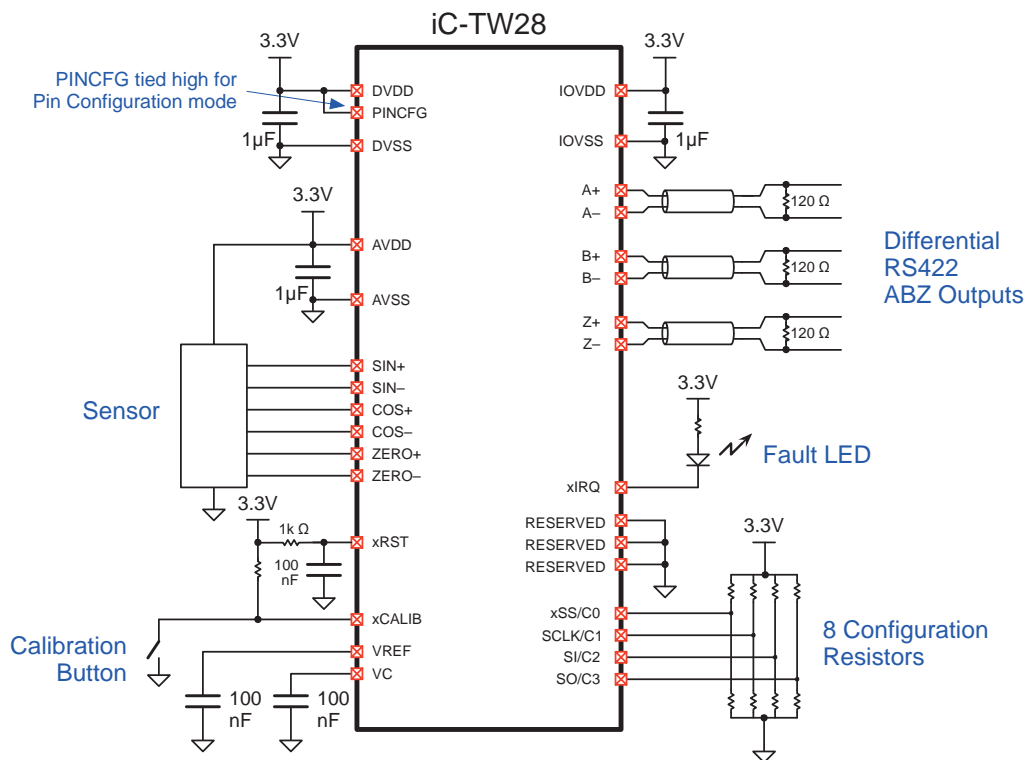 iC-TW28
3.3V
PINCFG tied high for
Pin Configuration mode
1µF
DVDD
PINCFG
DVSS
3.3V
1µF
AVDD
AVSS
Sensor
SIN+
SIN–
COS+
COS–
ZERO+
ZERO–
3.3V
1k Ω
100
nF
xRST
Calibration
Button
xCALIB
VREF
VC
100
nF
100
nF
3.3V
IOVDD
IOVSS
1µF
A+
A–
120 Ω
B+
B–
120 Ω
Z+
Z–
120 Ω
Differential
RS422
ABZ Outputs
3.3V
Fault LED
xIRQ
RESERVED
RESERVED
RESERVED
3.3V
xSS/C0
SCLK/C1
SI/C2
SO/C3
8 Configuration
Resistors